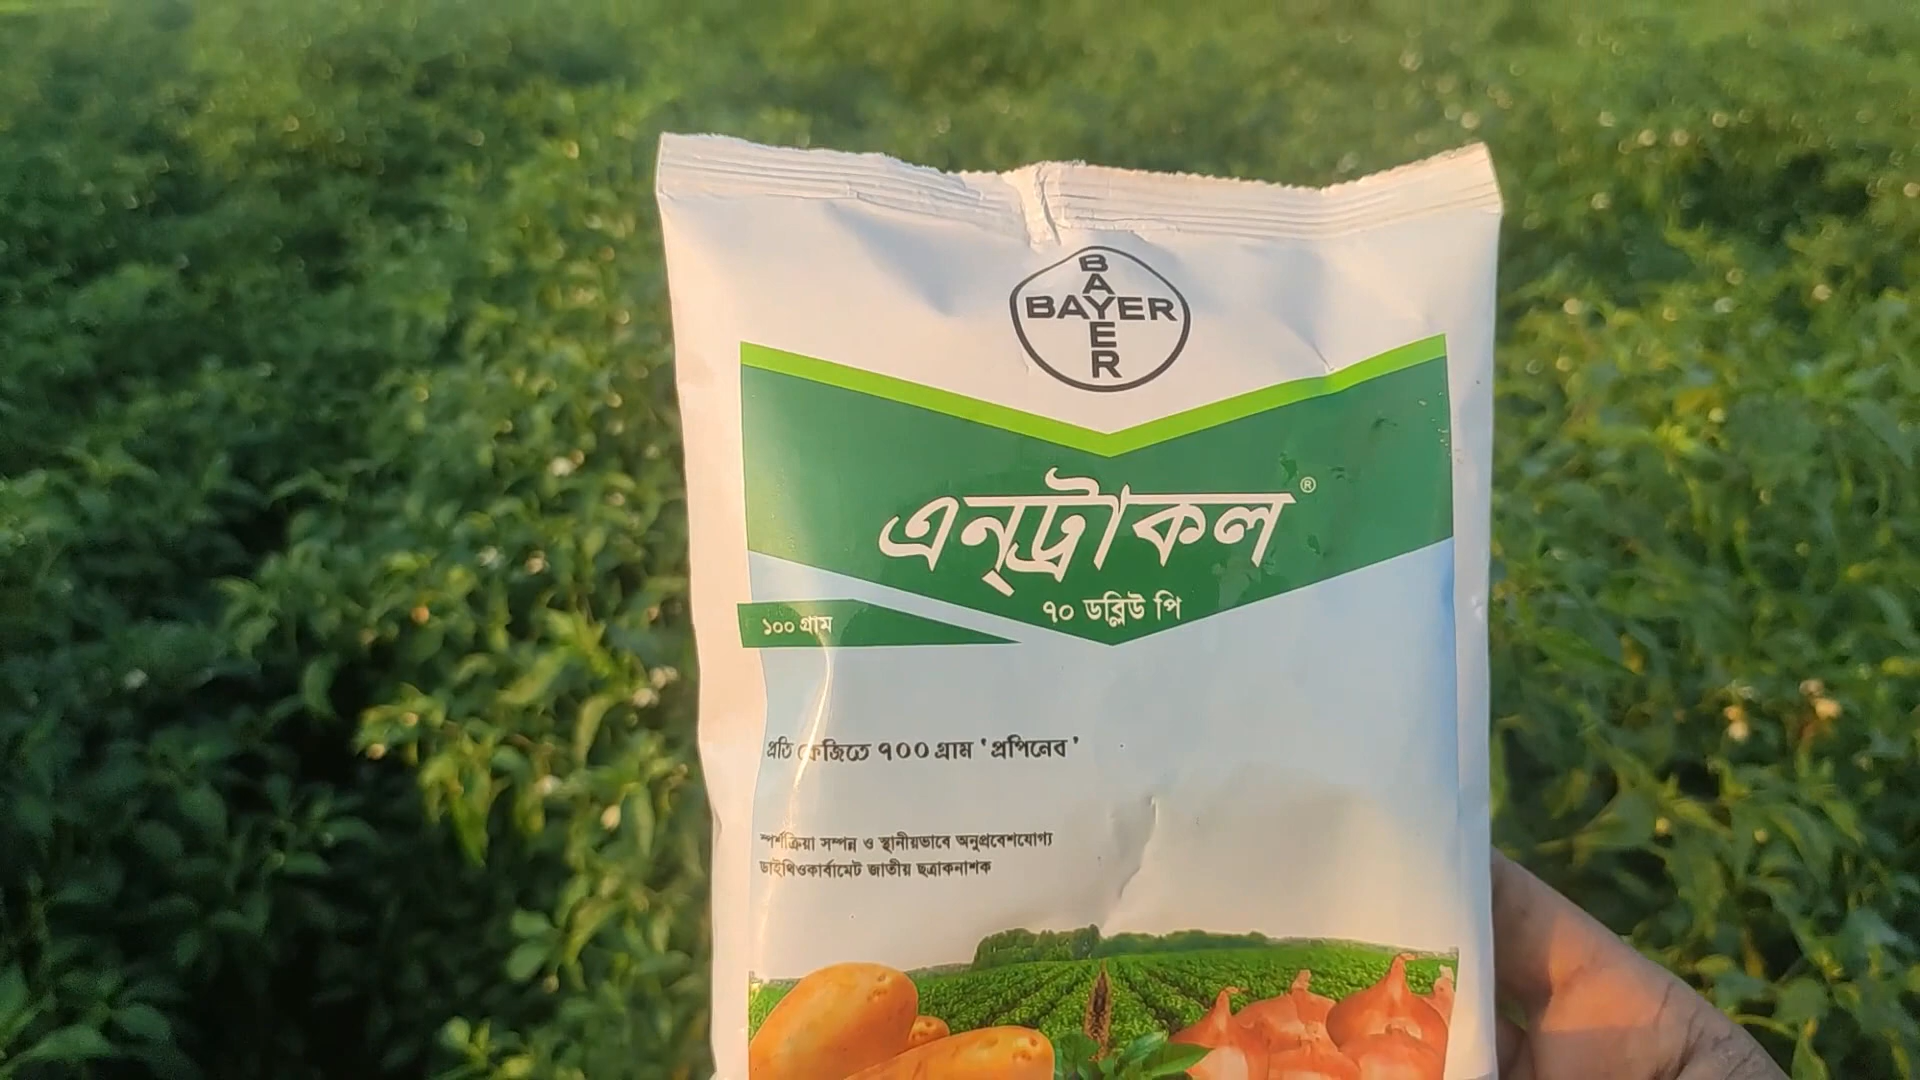 BAYER
BAYER
এন্ট্রাকল®
৭০ ডব্লিউ পি
১০০ গ্রাম
প্রতি কেজিতে ৭০০ গ্রাম ' প্রপিনেব '
স্পর্শক্রিয়া সম্পন্ন ও স্থানীয়ভাবে অনুপ্রবেশযোগ্য
ডাইথিওকার্বামেট জাতীয় ছত্রাকনাশক